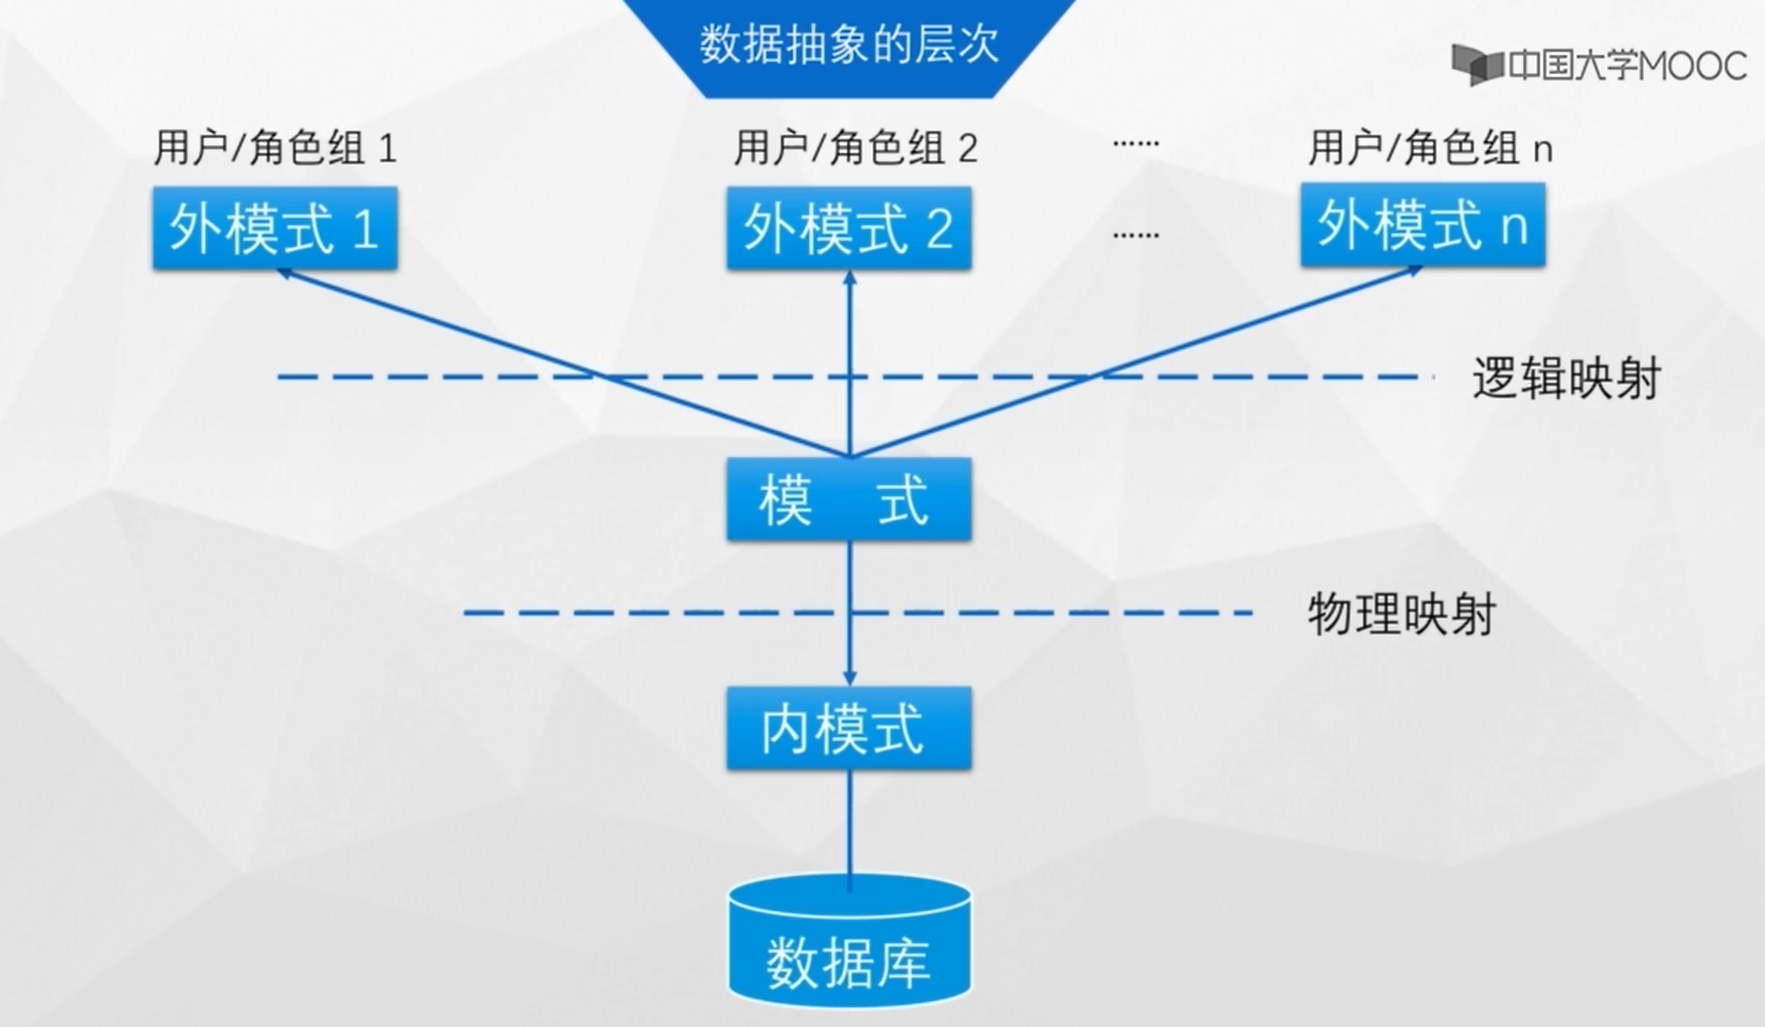 数据抽象的层次
中国大学MOOC
用户/角色组 1
用户/角色组 2
······
用户/角色组 n
外模式 1
外模式 2
······
外模式 n
逻辑映射
模 式
物理映射
内模式
数据库